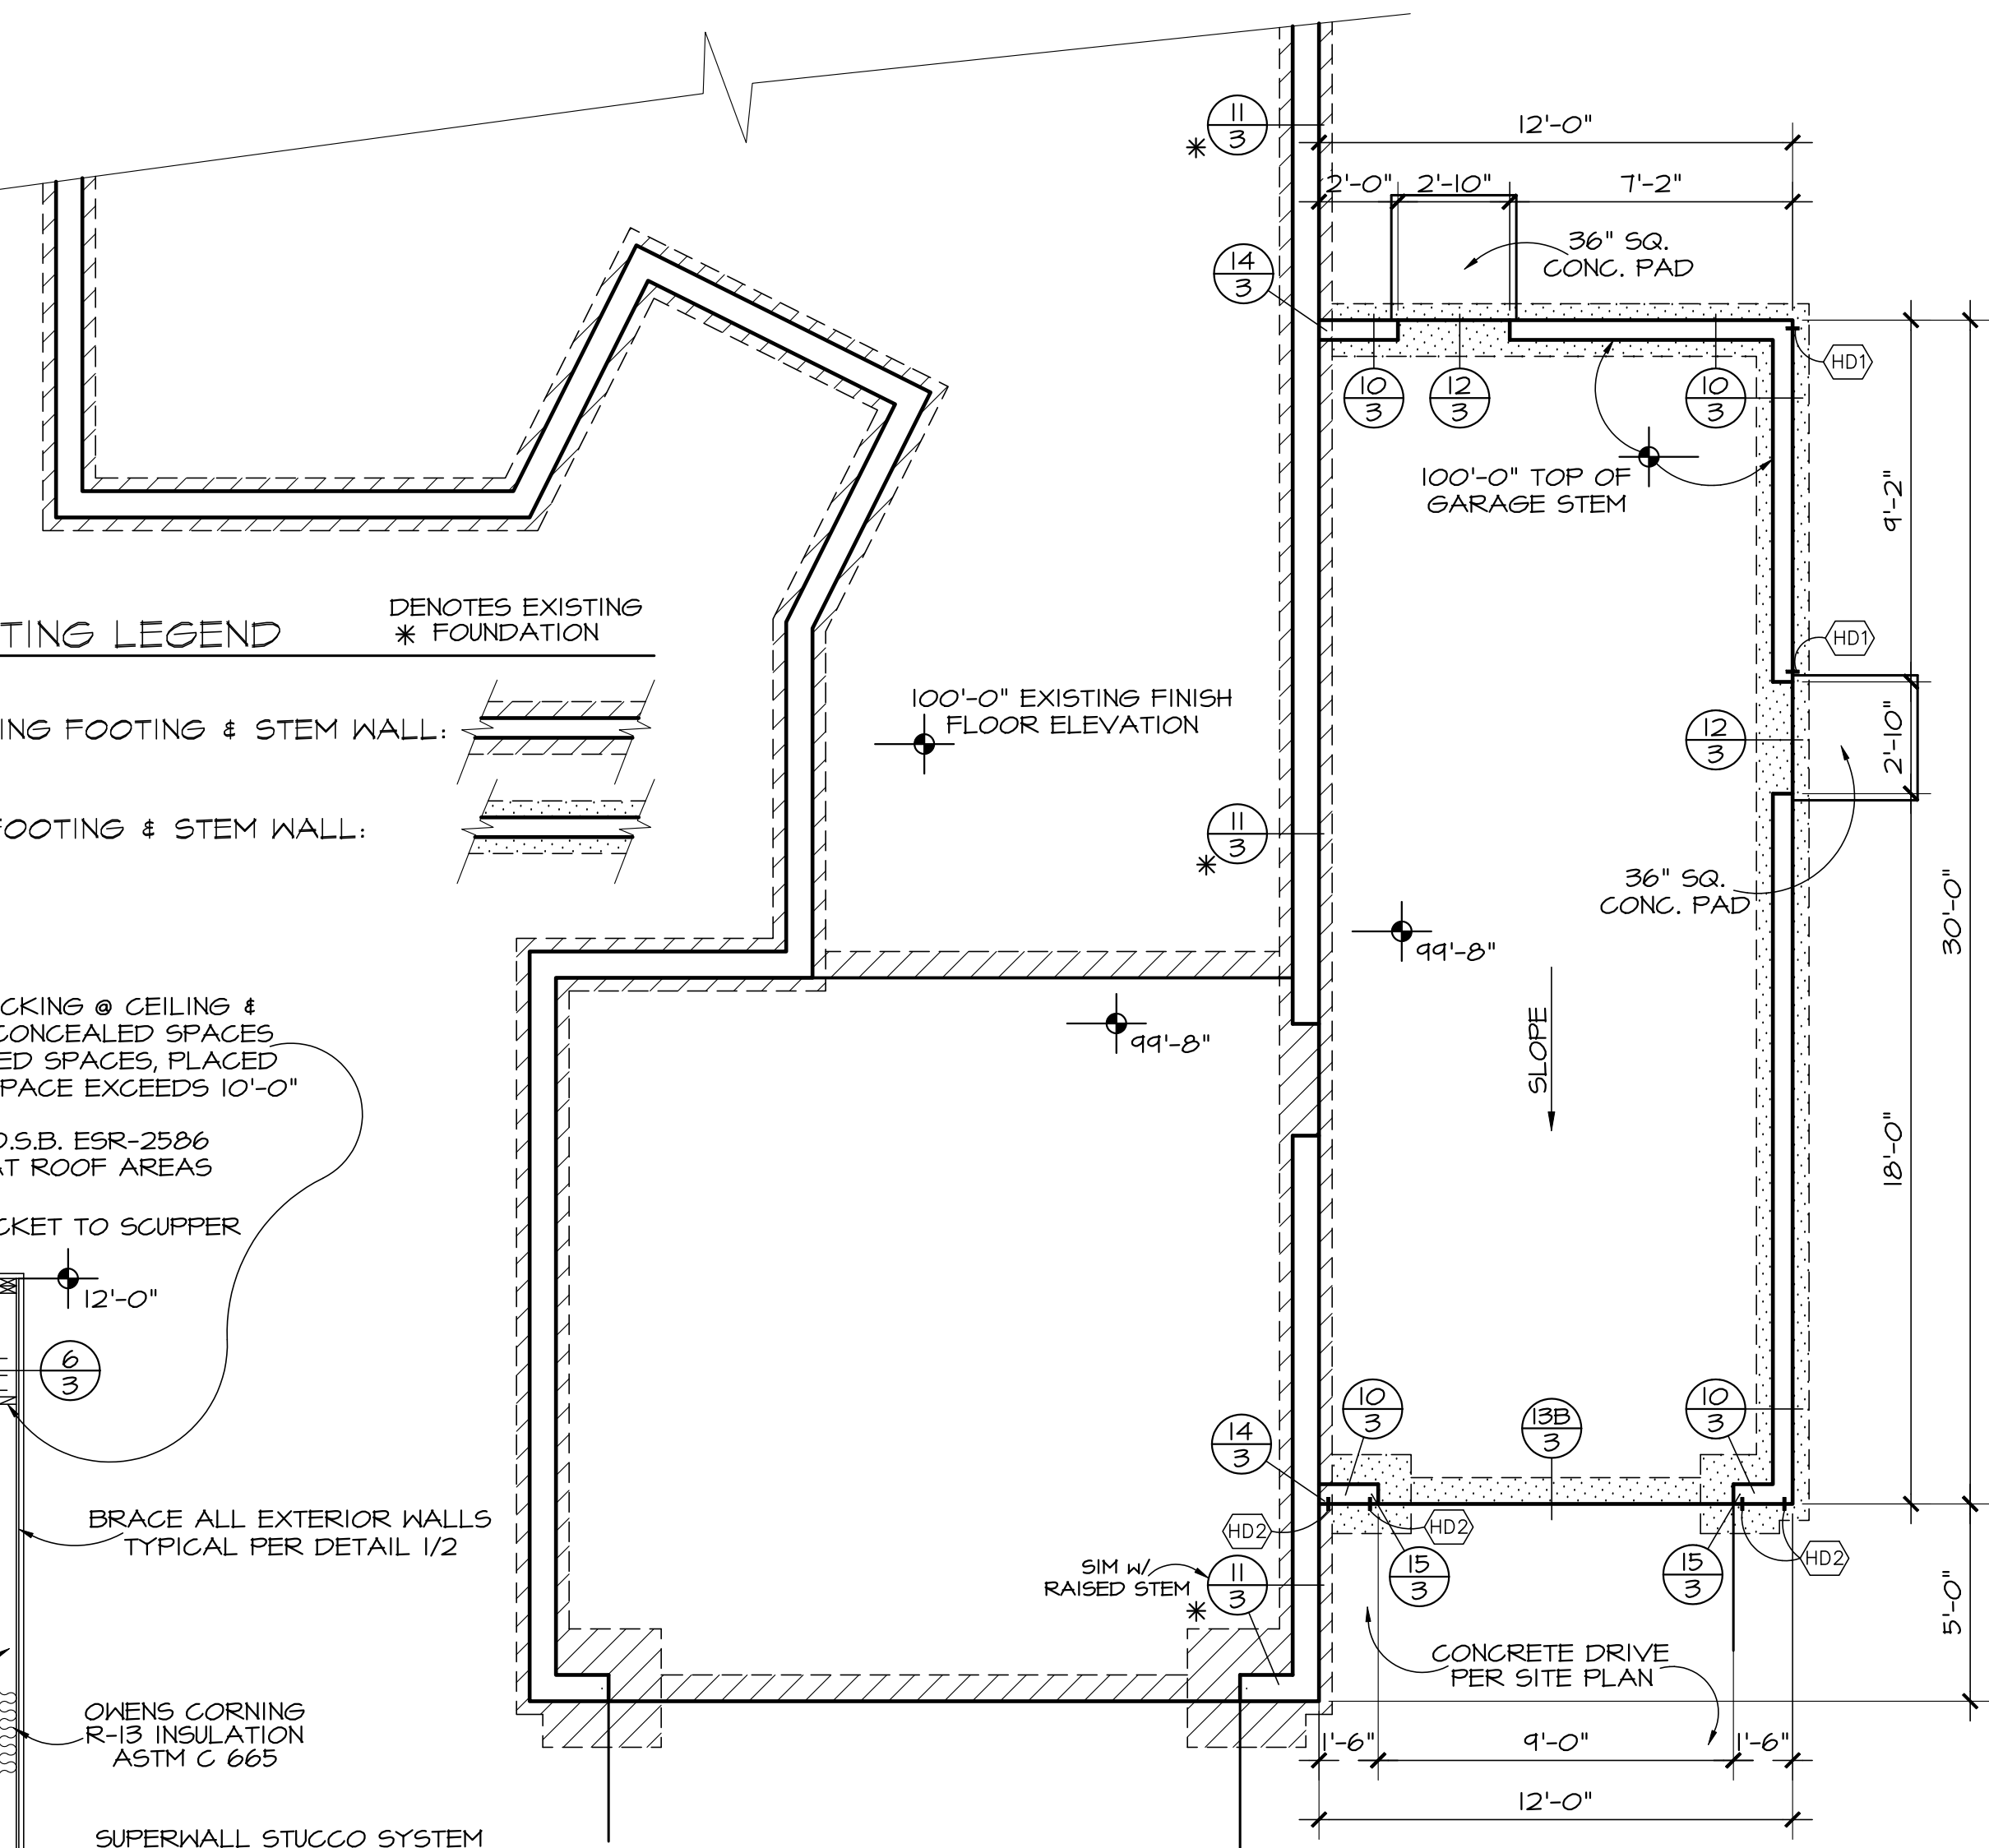 11
3
*
12'-0"
2'-0"
2'-10"
7'-2"
36" SQ.
CONC. PAD
14
3
10
3
12
3
10
3
HD1
100'-0" TOP OF
GARAGE STEM
9'-2"
TING LEGEND
DENOTES EXISTING
* FOUNDATION
ING FOOTING & STEM WALL:
FOOTING & STEM WALL:
100'-0" EXISTING FINISH
FLOOR ELEVATION
HD1
12
3
2'-10"
11
3
*
36" SQ.
CONC. PAD
30'-0"
99'-8"
99'-8"
SLOPE
18'-0"
CKING @ CEILING &
CONCEALED SPACES
ED SPACES, PLACED
PACE EXCEEDS 10'-0"
O.S.B. ESR-2586
AT ROOF AREAS
CKET TO SCUPPER
12'-0"
6
3
BRACE ALL EXTERIOR WALLS
TYPICAL PER DETAIL 1/2
14
3
10
3
13B
3
10
3
HD2
HD2
HD2
15
3
15
3
SIM W/
RAISED STEM
11
3
*
5'-0"
CONCRETE DRIVE
PER SITE PLAN
OWENS CORNING
R-13 INSULATION
ASTM C 665
1'-6"
9'-0"
1'-6"
12'-0"
SUPERWALL STUCCO SYSTEM